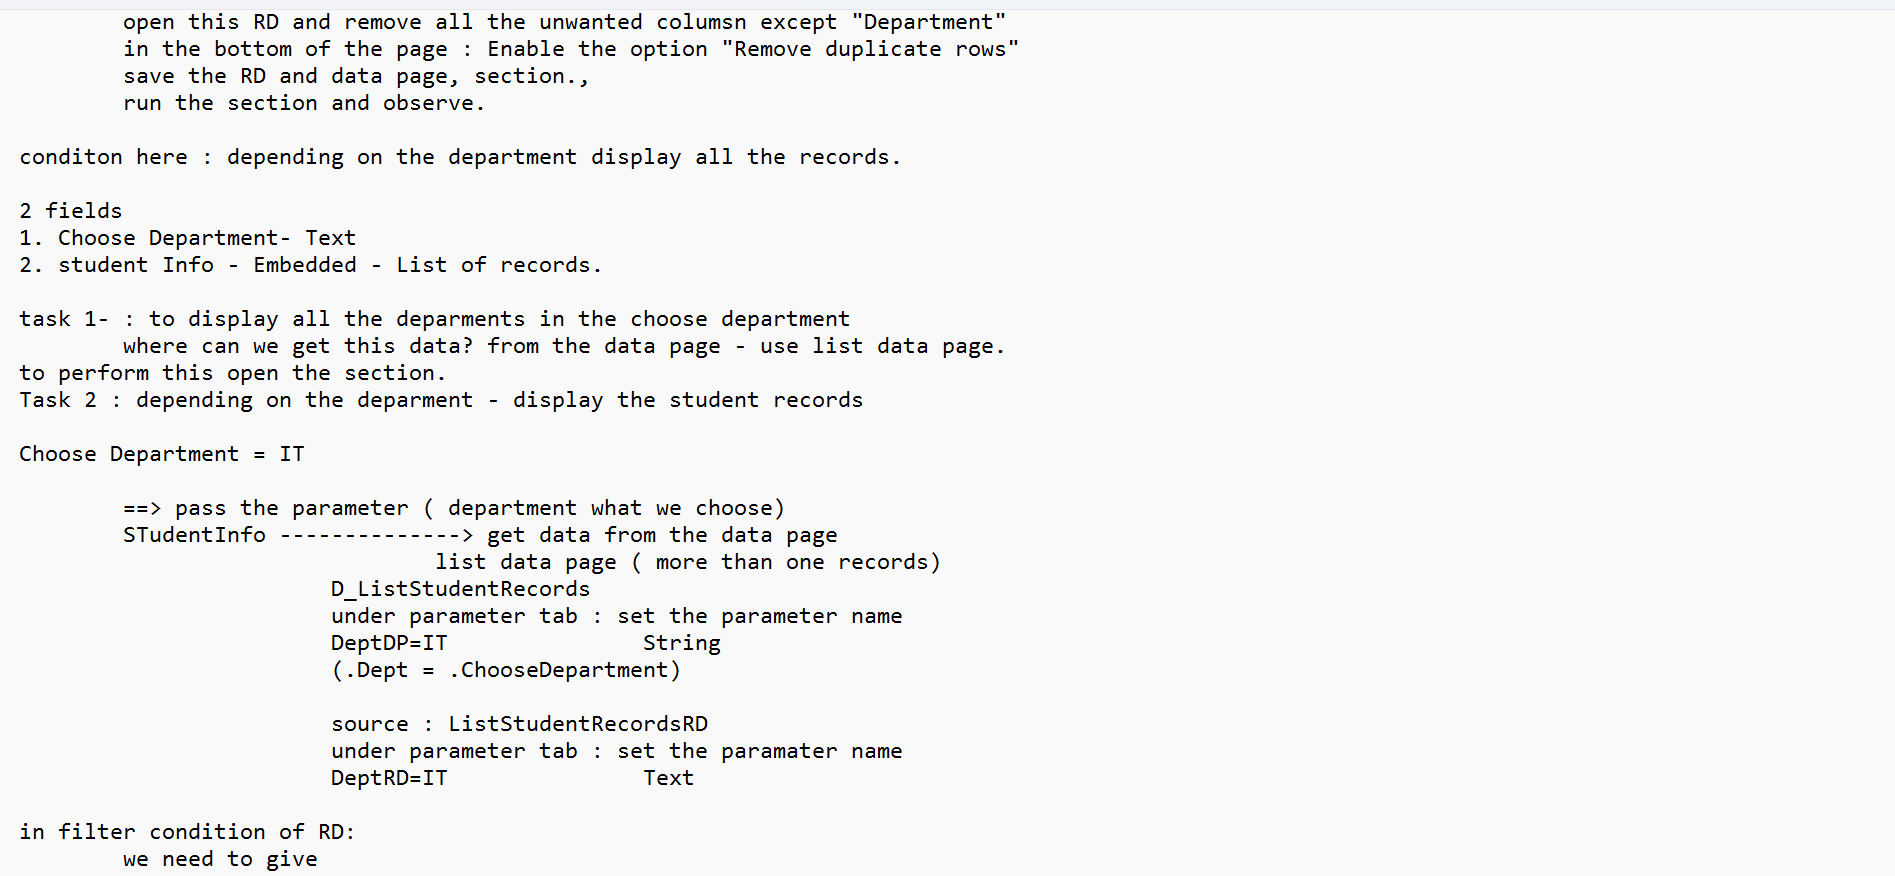 open this RD and remove all the unwanted columsn except "Department"
in the bottom of the page : Enable the option "Remove duplicate rows"
save the RD and data page, section.,
run the section and observe.
conditon here : depending on the department display all the records.
2 fields
1. Choose Department- Text
2. student Info - Embedded - List of records.
task 1- : to display all the deparments in the choose department
where can we get this data? from the data page - use list data page.
to perform this open the section.
Task 2 : depending on the deparment - display the student records
Choose Department = IT
==> pass the parameter ( department what we choose)
STudentInfo --------------> get data from the data page
list data page ( more than one records)
D_ListStudentRecords
under parameter tab : set the parameter name
DeptDP=IT String
(.Dept = .ChooseDepartment)
source : ListStudentRecordsRD
under parameter tab : set the paramater name
DeptRD=IT Text
in filter condition of RD:
we need to give